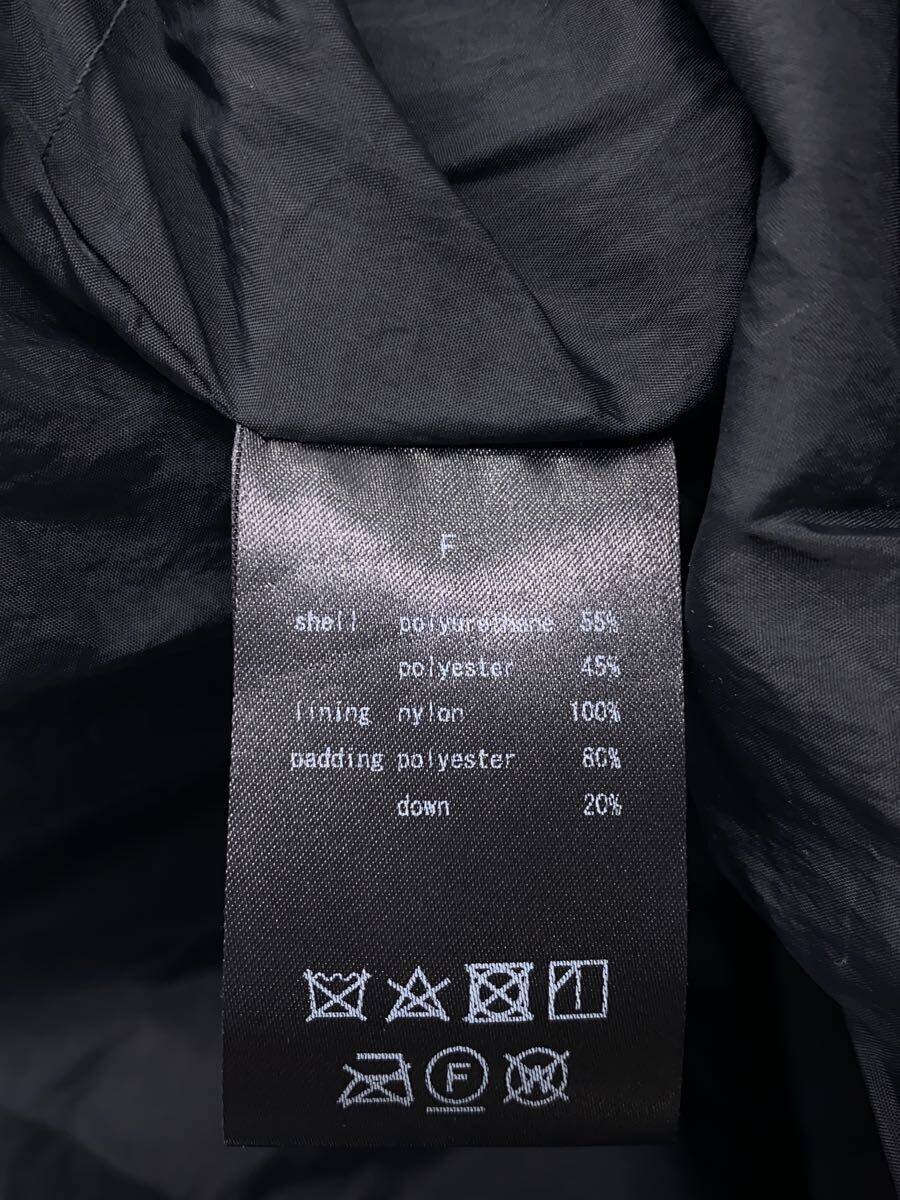 F
shell polyurethane 55%
polyester 45%
lining nylon 100%
padding polyester 80%
down 20%
F W